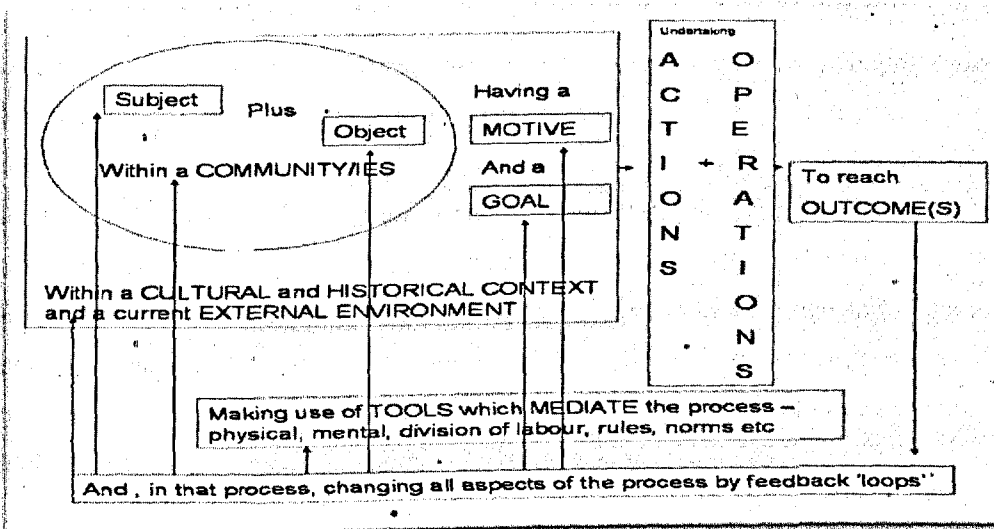 Subject
Plus
Object
Within a COMMUNITY/IES
Having a
MOTIVE
And a
GOAL
Within a CULTURAL and HISTORICAL CONTEXT
and a current EXTERNAL ENVIRONMENT
Undertaking
ACTIONS
+
OPERATIONS
To reach
OUTCOME(S)
Making use of TOOLS which MEDIATE the process –
physical, mental, division of labour, rules, norms etc
And , in that process, changing all aspects of the process by feedback 'loops''